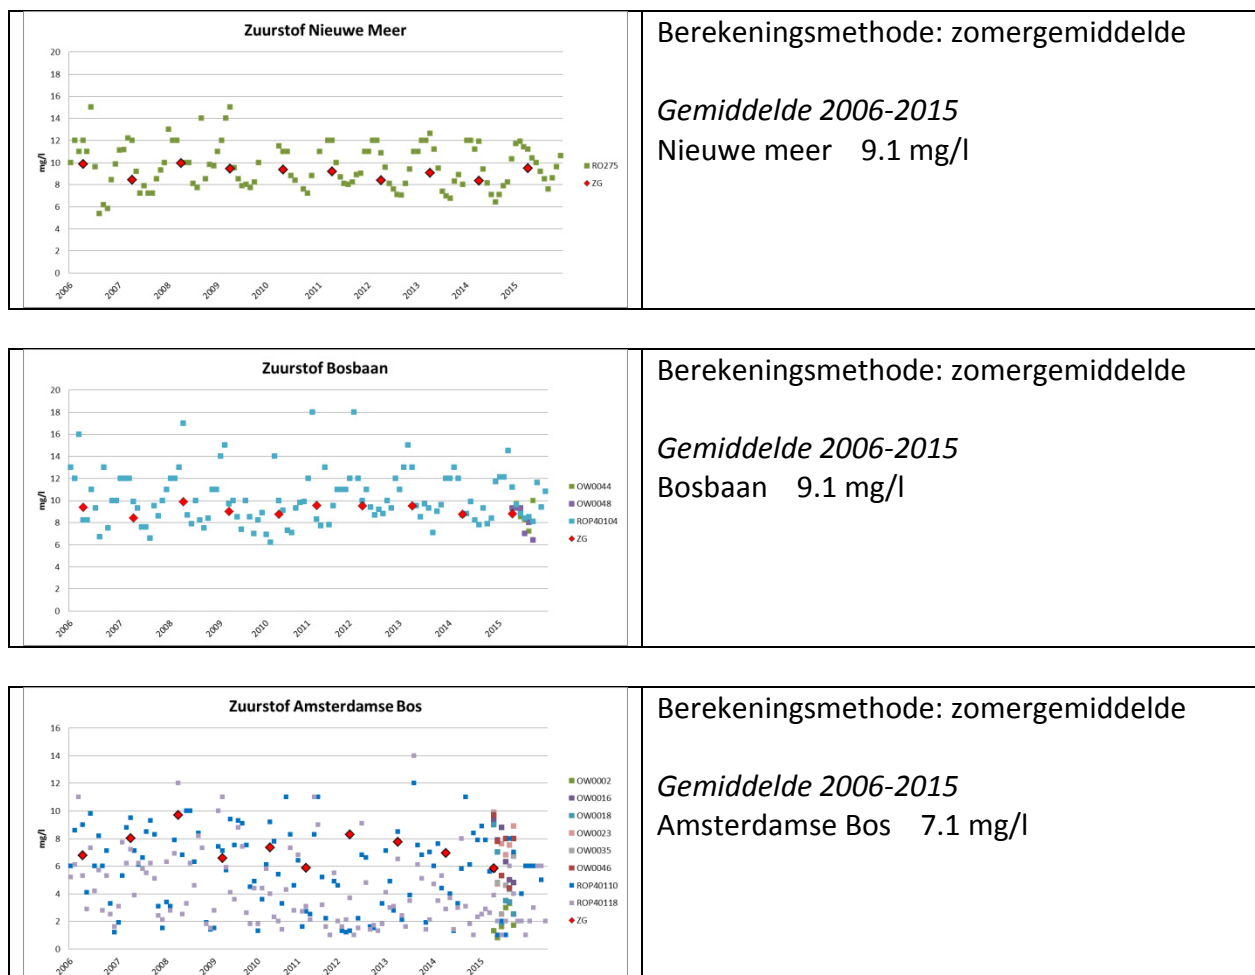 Zuurstof Nieuwe Meer
20
18
16
14
12
10
8
6
4
2
0
mg/l
2006 2007 2008 2009 2010 2011 2012 2013 2014 2015
RO275
ZG
Berekeningsmethode: zomergemiddelde
Gemiddelde 2006-2015
Nieuwe meer 9.1 mg/l
Zuurstof Bosbaan
20
18
16
14
12
10
8
6
4
2
0
mg/l
2006 2007 2008 2009 2010 2011 2012 2013 2014 2015
OW0044
OW0048
ROP40104
ZG
Berekeningsmethode: zomergemiddelde
Gemiddelde 2006-2015
Bosbaan 9.1 mg/l
Zuurstof Amsterdamse Bos
16
14
12
10
8
6
4
2
0
mg/l
2006 2007 2008 2009 2010 2011 2012 2013 2014 2015
OW0002
OW0016
OW0018
OW0023
OW0035
OW0046
ROP40110
ROP40118
ZG
Berekeningsmethode: zomergemiddelde
Gemiddelde 2006-2015
Amsterdamse Bos 7.1 mg/l